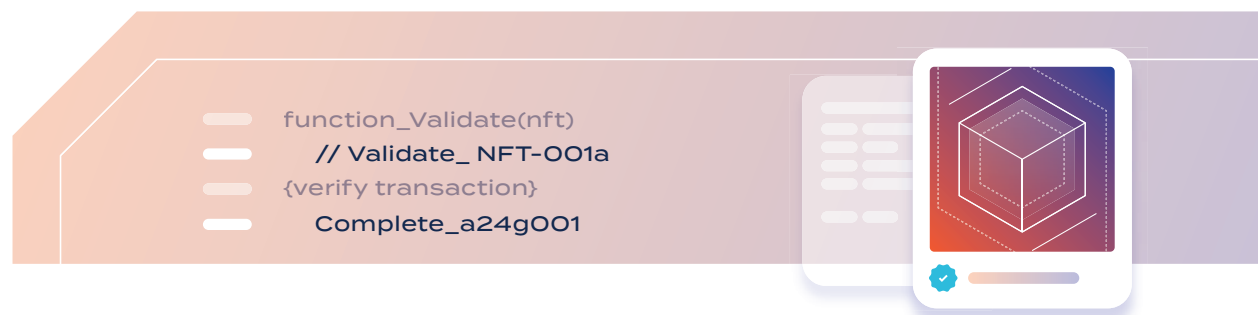 function_Validate(nft)
// Validate_ NFT-001a
{verify transaction}
Complete_a24g001